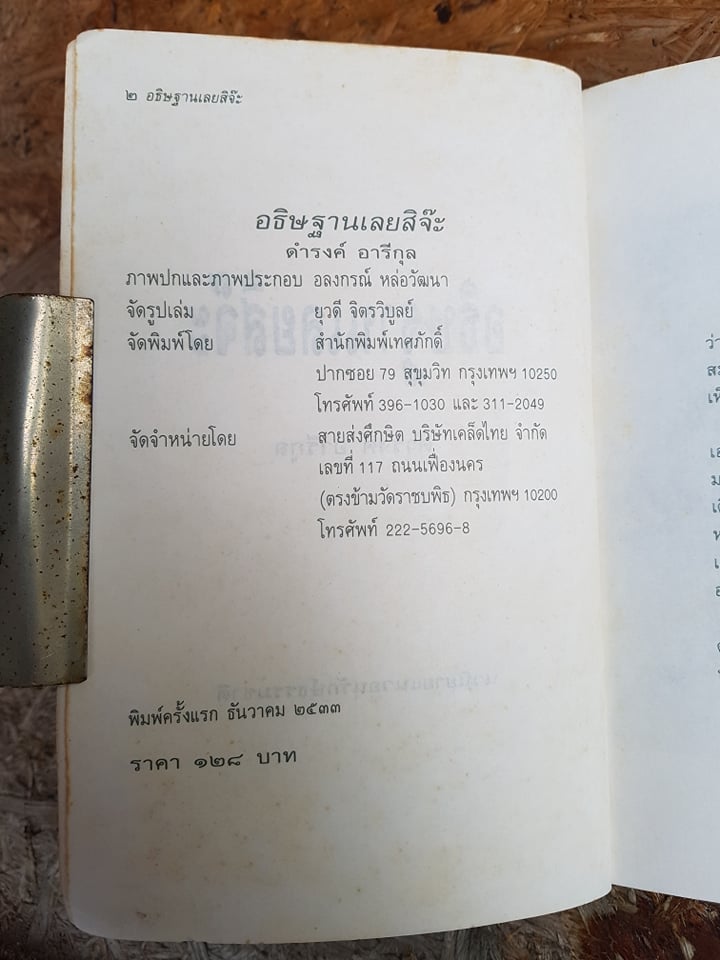 ๒ อธิษฐานเลยสิจ๊ะ
อธิษฐานเลยสิจ๊ะ
ดำรงค์ อารีกุล
ภาพปกและภาพประกอบ อลงกรณ์ หล่อวัฒนา
จัดรูปเล่ม ยุวดี จิตรวิบูลย์
จัดพิมพ์โดย สำนักพิมพ์เทศภักดิ์
ปากซอย 79 สุขุมวิท กรุงเทพฯ 10250
โทรศัพท์ 396-1030 และ 311-2049
จัดจำหน่ายโดย สายส่งศึกษิต บริษัทเคล็ดไทย จำกัด
เลขที่ 117 ถนนเฟื่องนคร
(ตรงข้ามวัดราชบพิธ) กรุงเทพฯ 10200
โทรศัพท์ 222-5696-8
พิมพ์ครั้งแรก ธันวาคม ๒๕๓๓
ราคา ๑๒๘ บาท